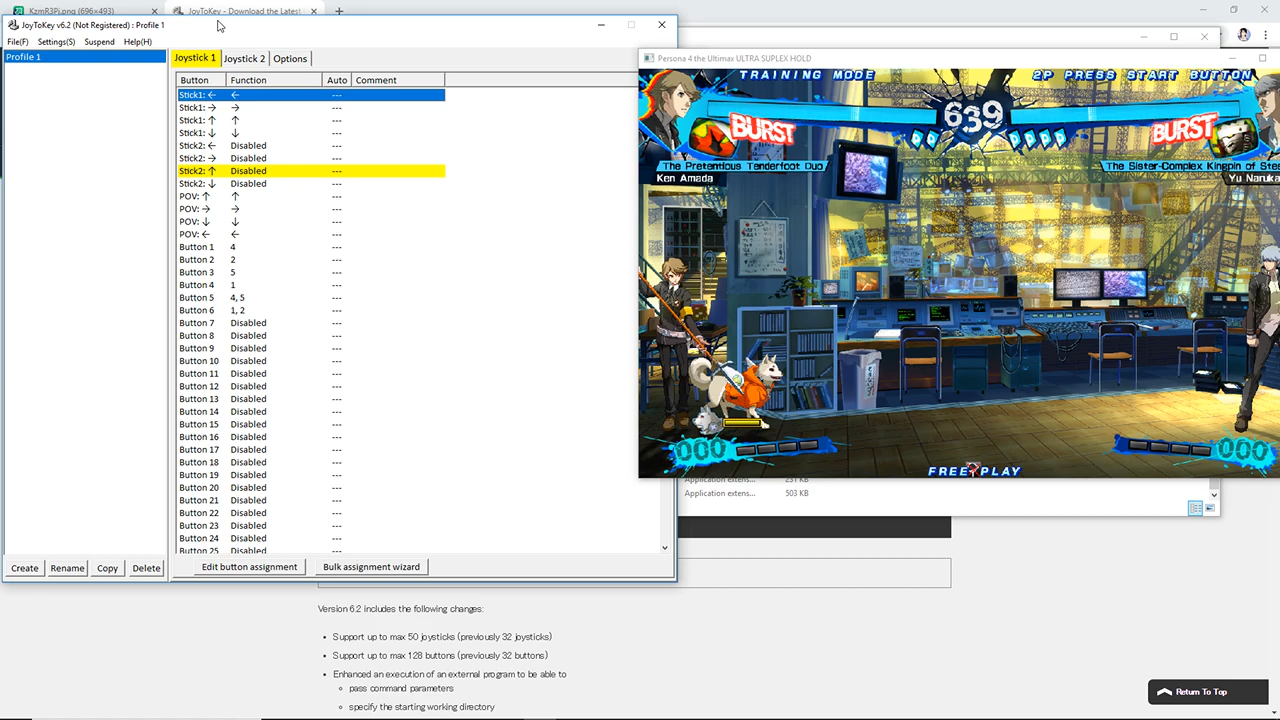 KzmR3Pi.png (696×493)
JoyToKey - Download the Latest
JoyToKey v6.2 (Not Registered) : Profile 1
File(F) Settings(S) Suspend Help(H)
Profile 1
Joystick 1 Joystick 2 Options
Button Function Auto Comment
Stick1: ← ← ---
Stick1: → → ---
Stick1: ↑ ↑ ---
Stick1: ↓ ↓ ---
Stick2: ← Disabled ---
Stick2: → Disabled ---
Stick2: ↑ Disabled ---
Stick2: ↓ Disabled ---
POV: ↑ ↑ ---
POV: → → ---
POV: ↓ ↓ ---
POV: ← ← ---
Button 1 4 ---
Button 2 2 ---
Button 3 5 ---
Button 4 1 ---
Button 5 4, 5 ---
Button 6 1, 2 ---
Button 7 Disabled ---
Button 8 Disabled ---
Button 9 Disabled ---
Button 10 Disabled ---
Button 11 Disabled ---
Button 12 Disabled ---
Button 13 Disabled ---
Button 14 Disabled ---
Button 15 Disabled ---
Button 16 Disabled ---
Button 17 Disabled ---
Button 18 Disabled ---
Button 19 Disabled ---
Button 20 Disabled ---
Button 21 Disabled ---
Button 22 Disabled ---
Button 23 Disabled ---
Button 24 Disabled ---
Button 25 Disabled ---
Create Rename Copy Delete
Edit button assignment Bulk assignment wizard
Persona 4 the Ultimax ULTRA SUPLEX HOLD
TRAINING MODE 2P PRESS START BUTTON
639
BURST BURST
The Pretentious Tenderfoot Duo The Sister-Complex Kingpin of Stee
Ken Amada Yu Naruka
000 000
FREE PLAY
Application extens... 231 KB
Application extens... 503 KB
Version 6.2 includes the following changes:
• Support up to max 50 joysticks (previously 32 joysticks)
• Support up to max 128 buttons (previously 32 buttons)
• Enhanced an execution of an external program to be able to
pass command parameters
specify the starting working directory
Return To Top